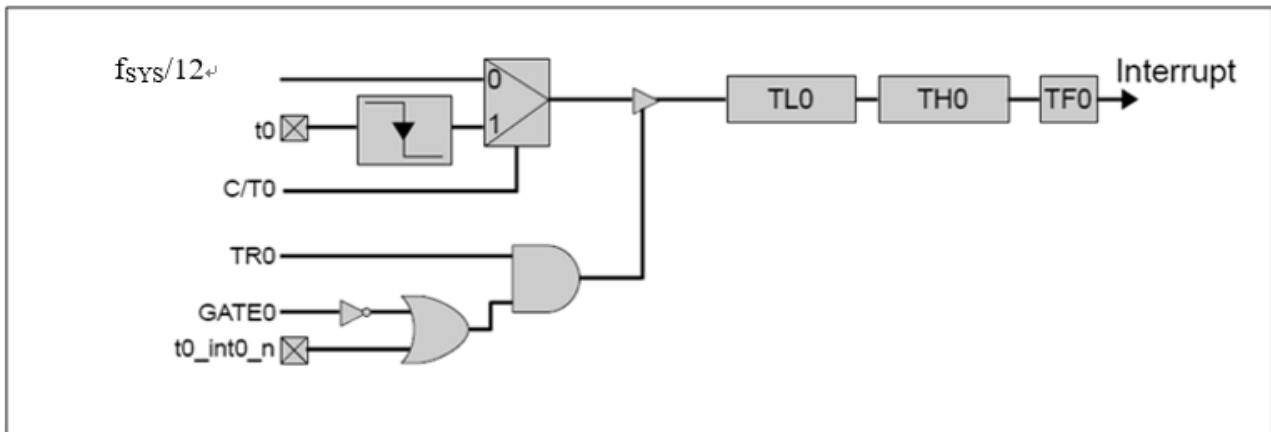 fSYS/12↵
0
t0
1
C/T0
TR0
GATE0
t0_int0_n
TL0
TH0
TF0
Interrupt